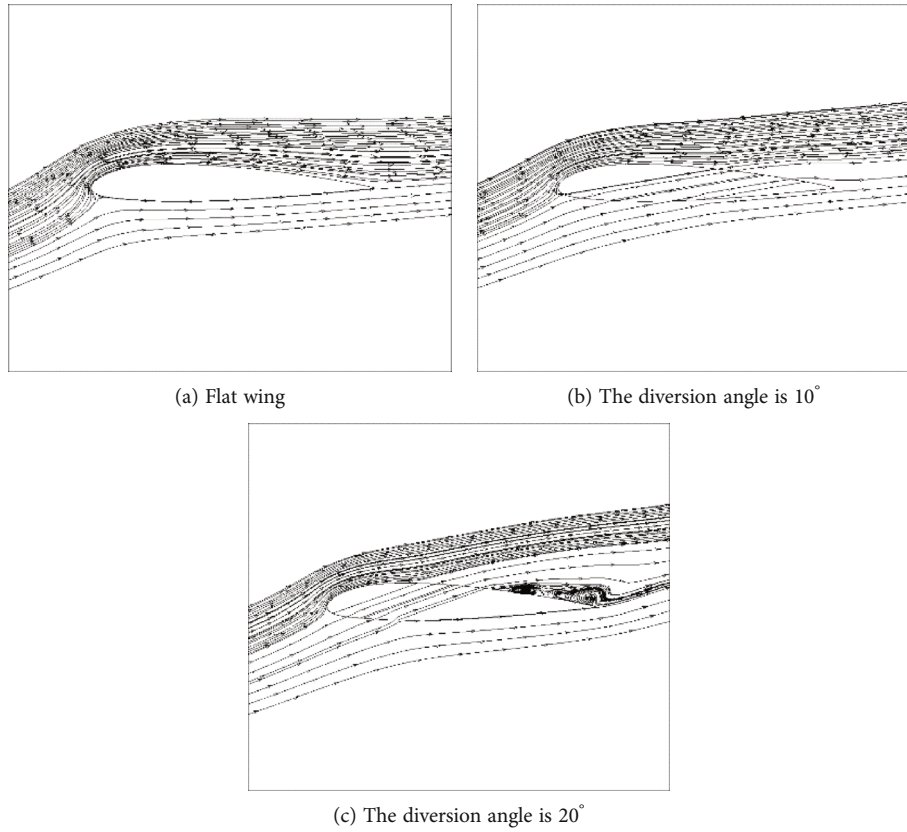 (a) Flat wing
(b) The diversion angle is 10°
(c) The diversion angle is 20°